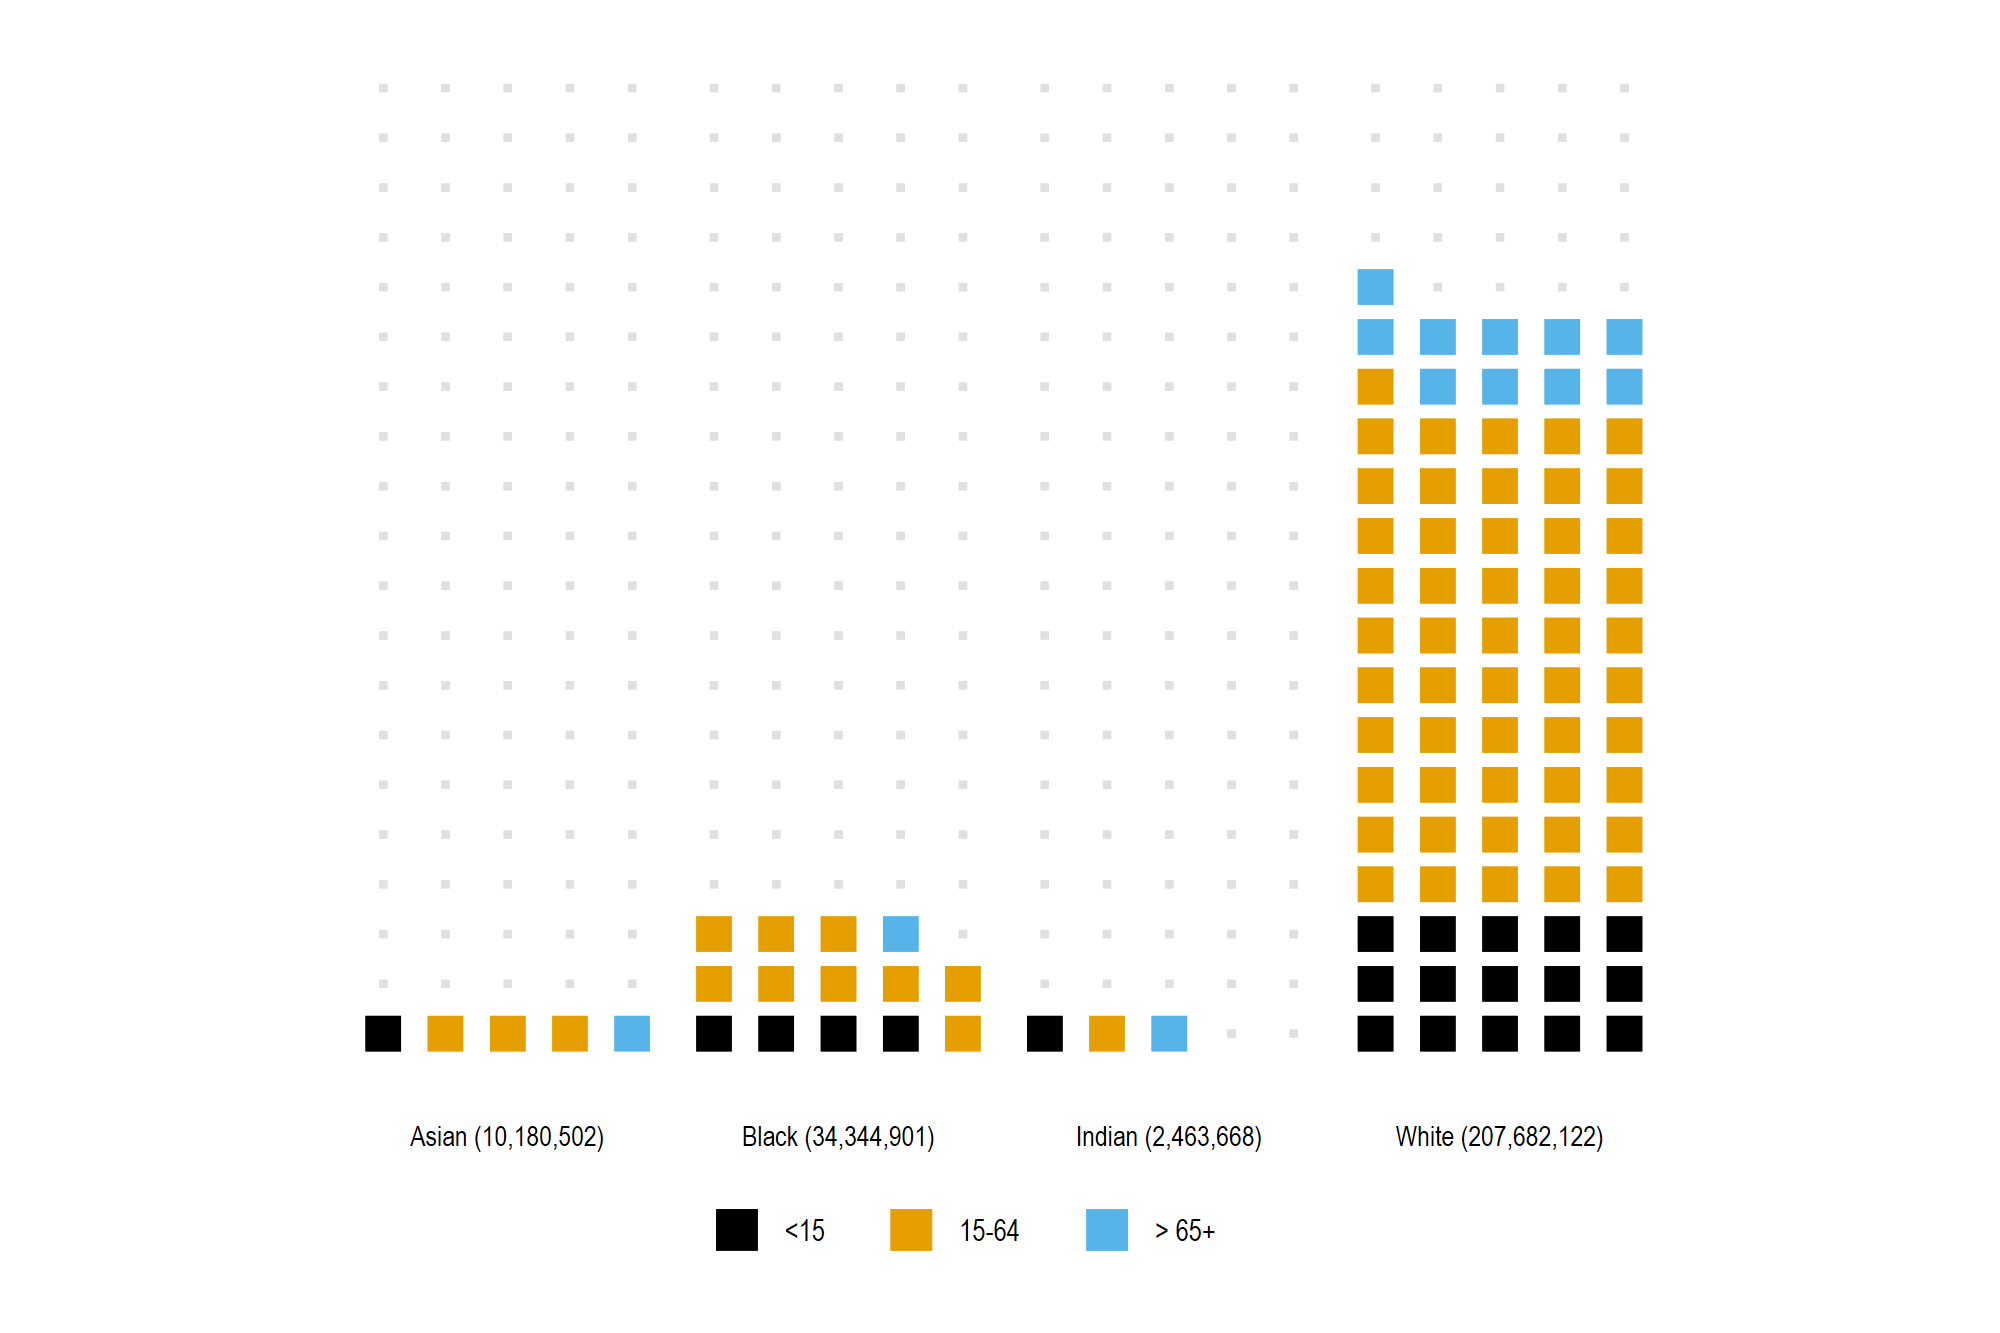 Asian (10,180,502) Black (34,344,901) Indian (2,463,668) White (207,682,122)
<15 15-64 > 65+